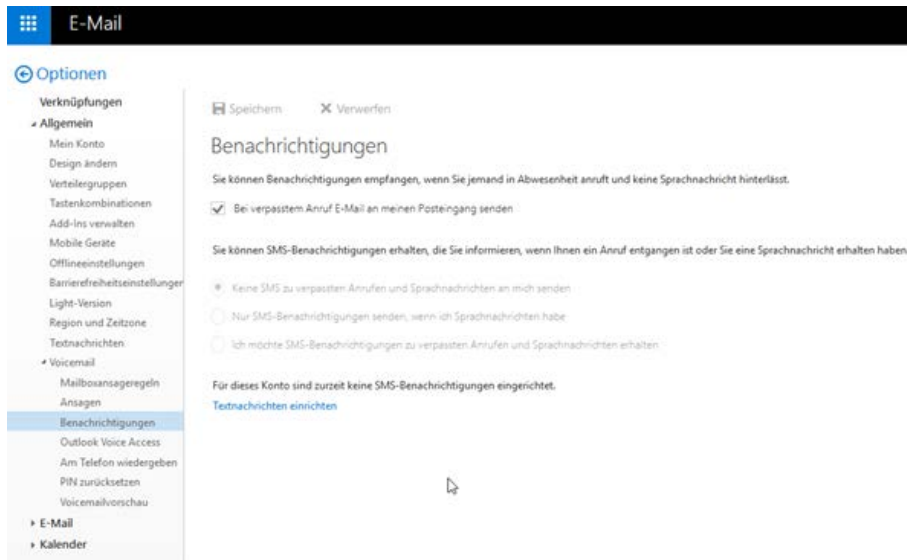 E-Mail
Optionen
Verknüpfungen
Allgemein
Mein Konto
Design ändern
Verteilergruppen
Tastenkombinationen
Add-Ins verwalten
Mobile Geräte
Offlineeinstellungen
Barrierefreiheitseinstellunger
Light-Version
Region und Zeitzone
Textnachrichten
Voicemail
Mailboxansageregeln
Ansagen
Benachrichtigungen
Outlook Voice Access
Am Telefon wiedergeben
PIN zurücksetzen
Voicemailvorschau
E-Mail
Kalender
Speichern Verwerfen
Benachrichtigungen
Sie können Benachrichtigungen empfangen, wenn Sie jemand in Abwesenheit anruft und keine Sprachnachricht hinterlässt.
Bei verpasstem Anruf E-Mail an meinen Posteingang senden
Sie können SMS-Benachrichtigungen erhalten, die Sie informieren, wenn Ihnen ein Anruf entgangen ist oder Sie eine Sprachnachricht erhalten haben
Keine SMS zu verpassten Anrufen und Sprachnachrichten an mich senden
Nur SMS-Benachrichtigungen senden, wenn ich Sprachnachrichten habe
Ich möchte SMS-Benachrichtigungen zu verpassten Anrufen und Sprachnachrichten erhalten
Für dieses Konto sind zurzeit keine SMS-Benachrichtigungen eingerichtet.
Textnachrichten einrichten